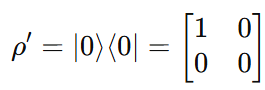 ρ′ = |0⟩⟨0| = [1 0
0 0]